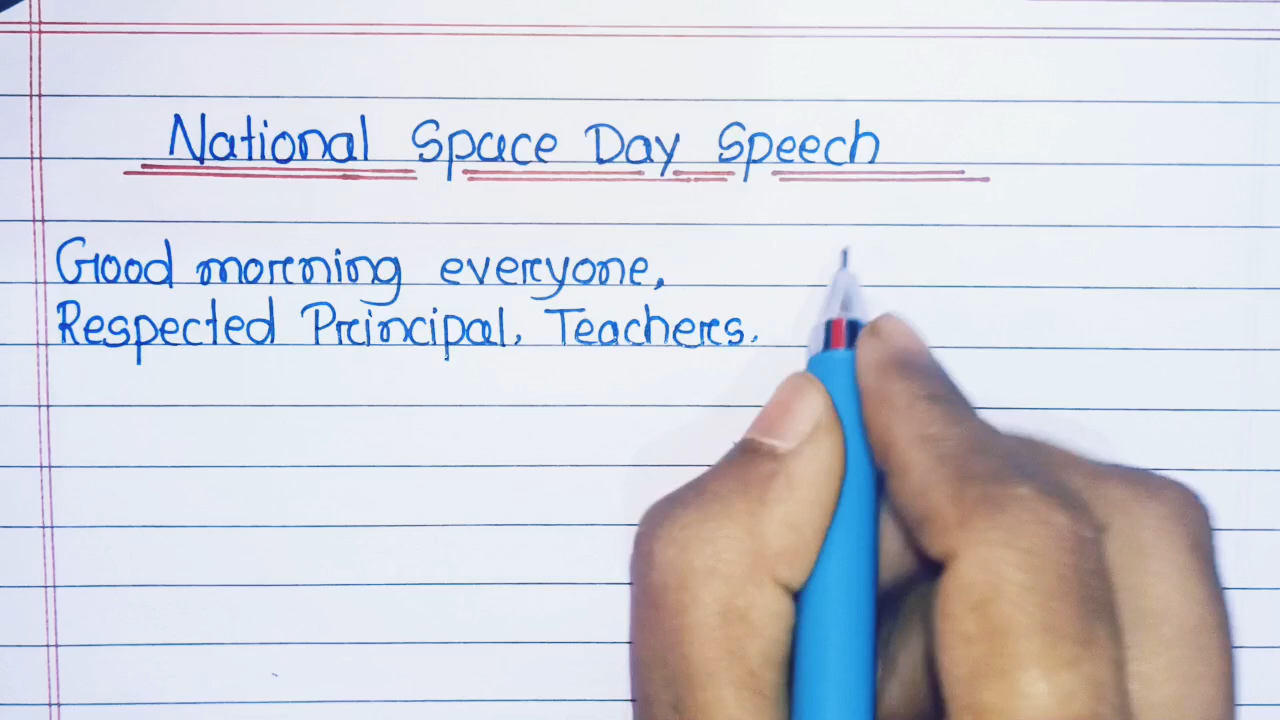 National Space Day Speech
Good morning everyone,
Respected Principal, Teachers,